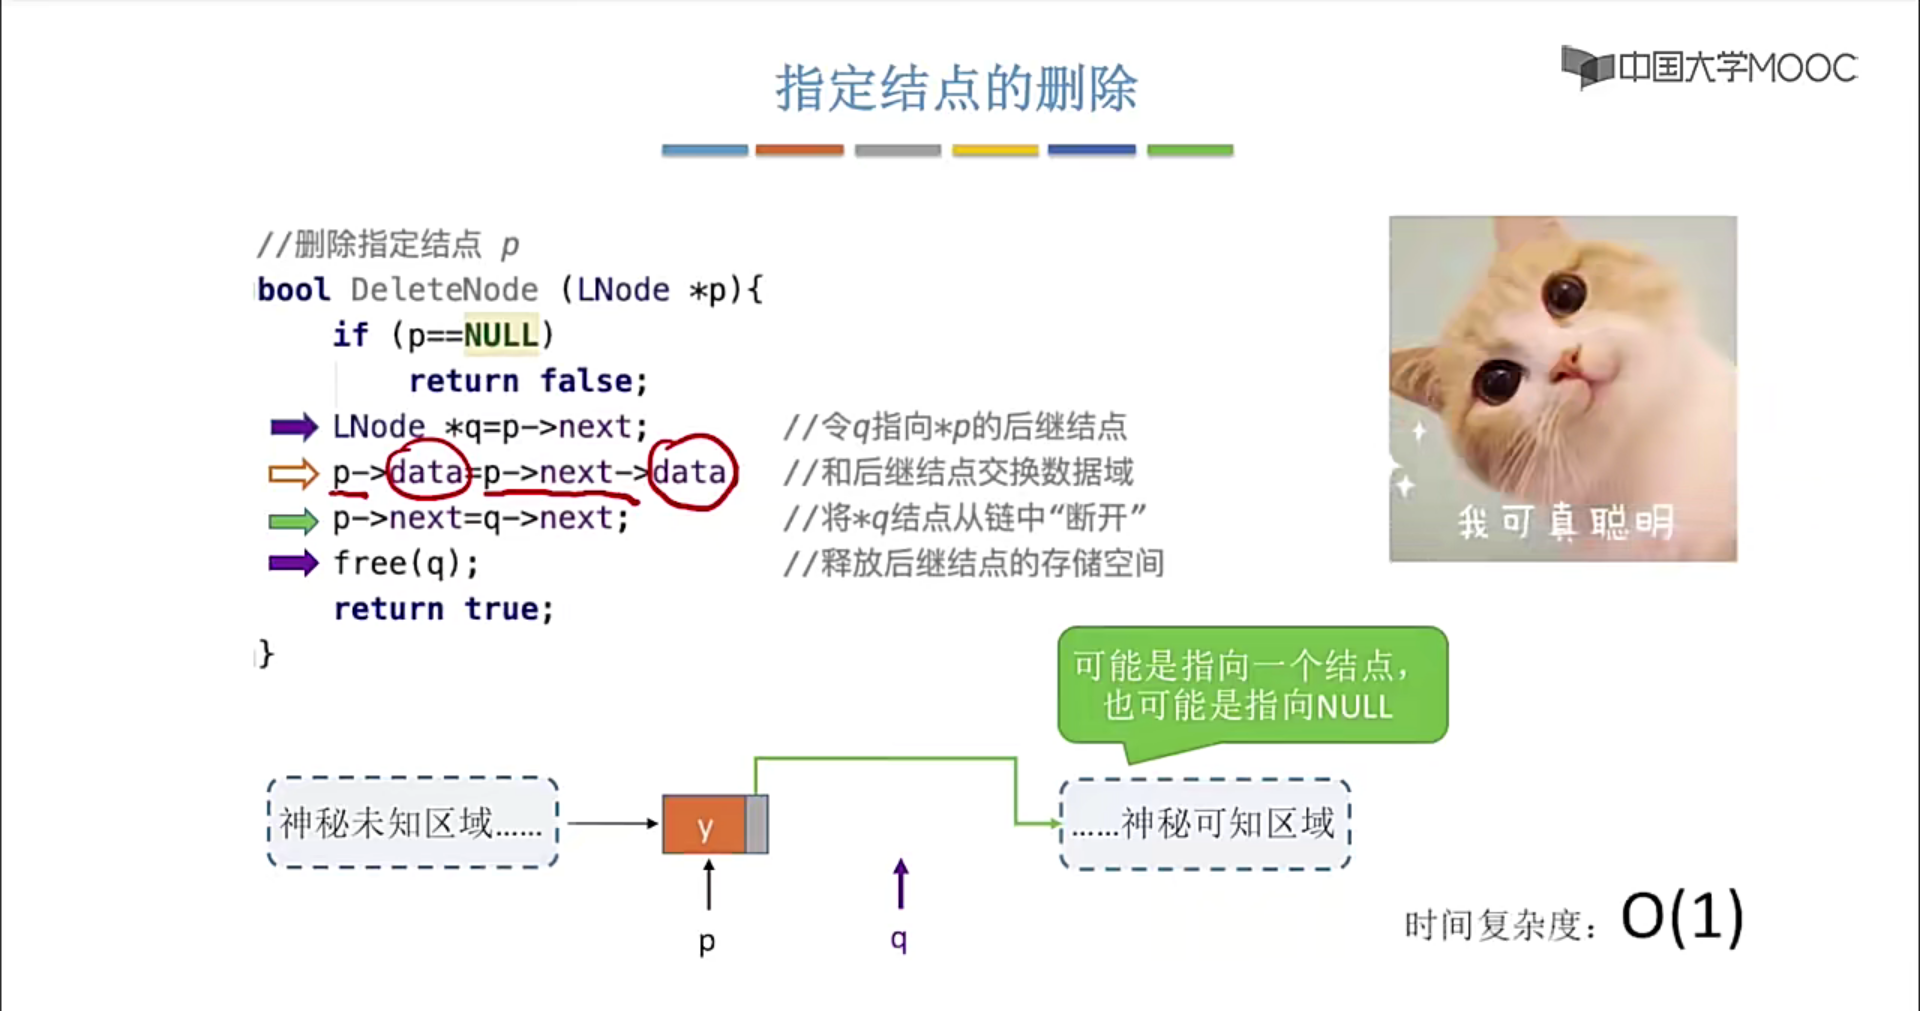 中国大学MOOC
指定结点的删除
//删除指定结点 p
bool DeleteNode (LNode *p){
if (p==NULL)
return false;
LNode *q=p->next; //令q指向*p的后继结点
p->data=p->next->data //和后继结点交换数据域
p->next=q->next; //将*q结点从链中“断开”
free(q); //释放后继结点的存储空间
return true;
}
我可真聪明
可能是指向一个结点，
也可能是指向NULL
神秘未知区域......
y
......神秘可知区域
p
q
时间复杂度：O(1)